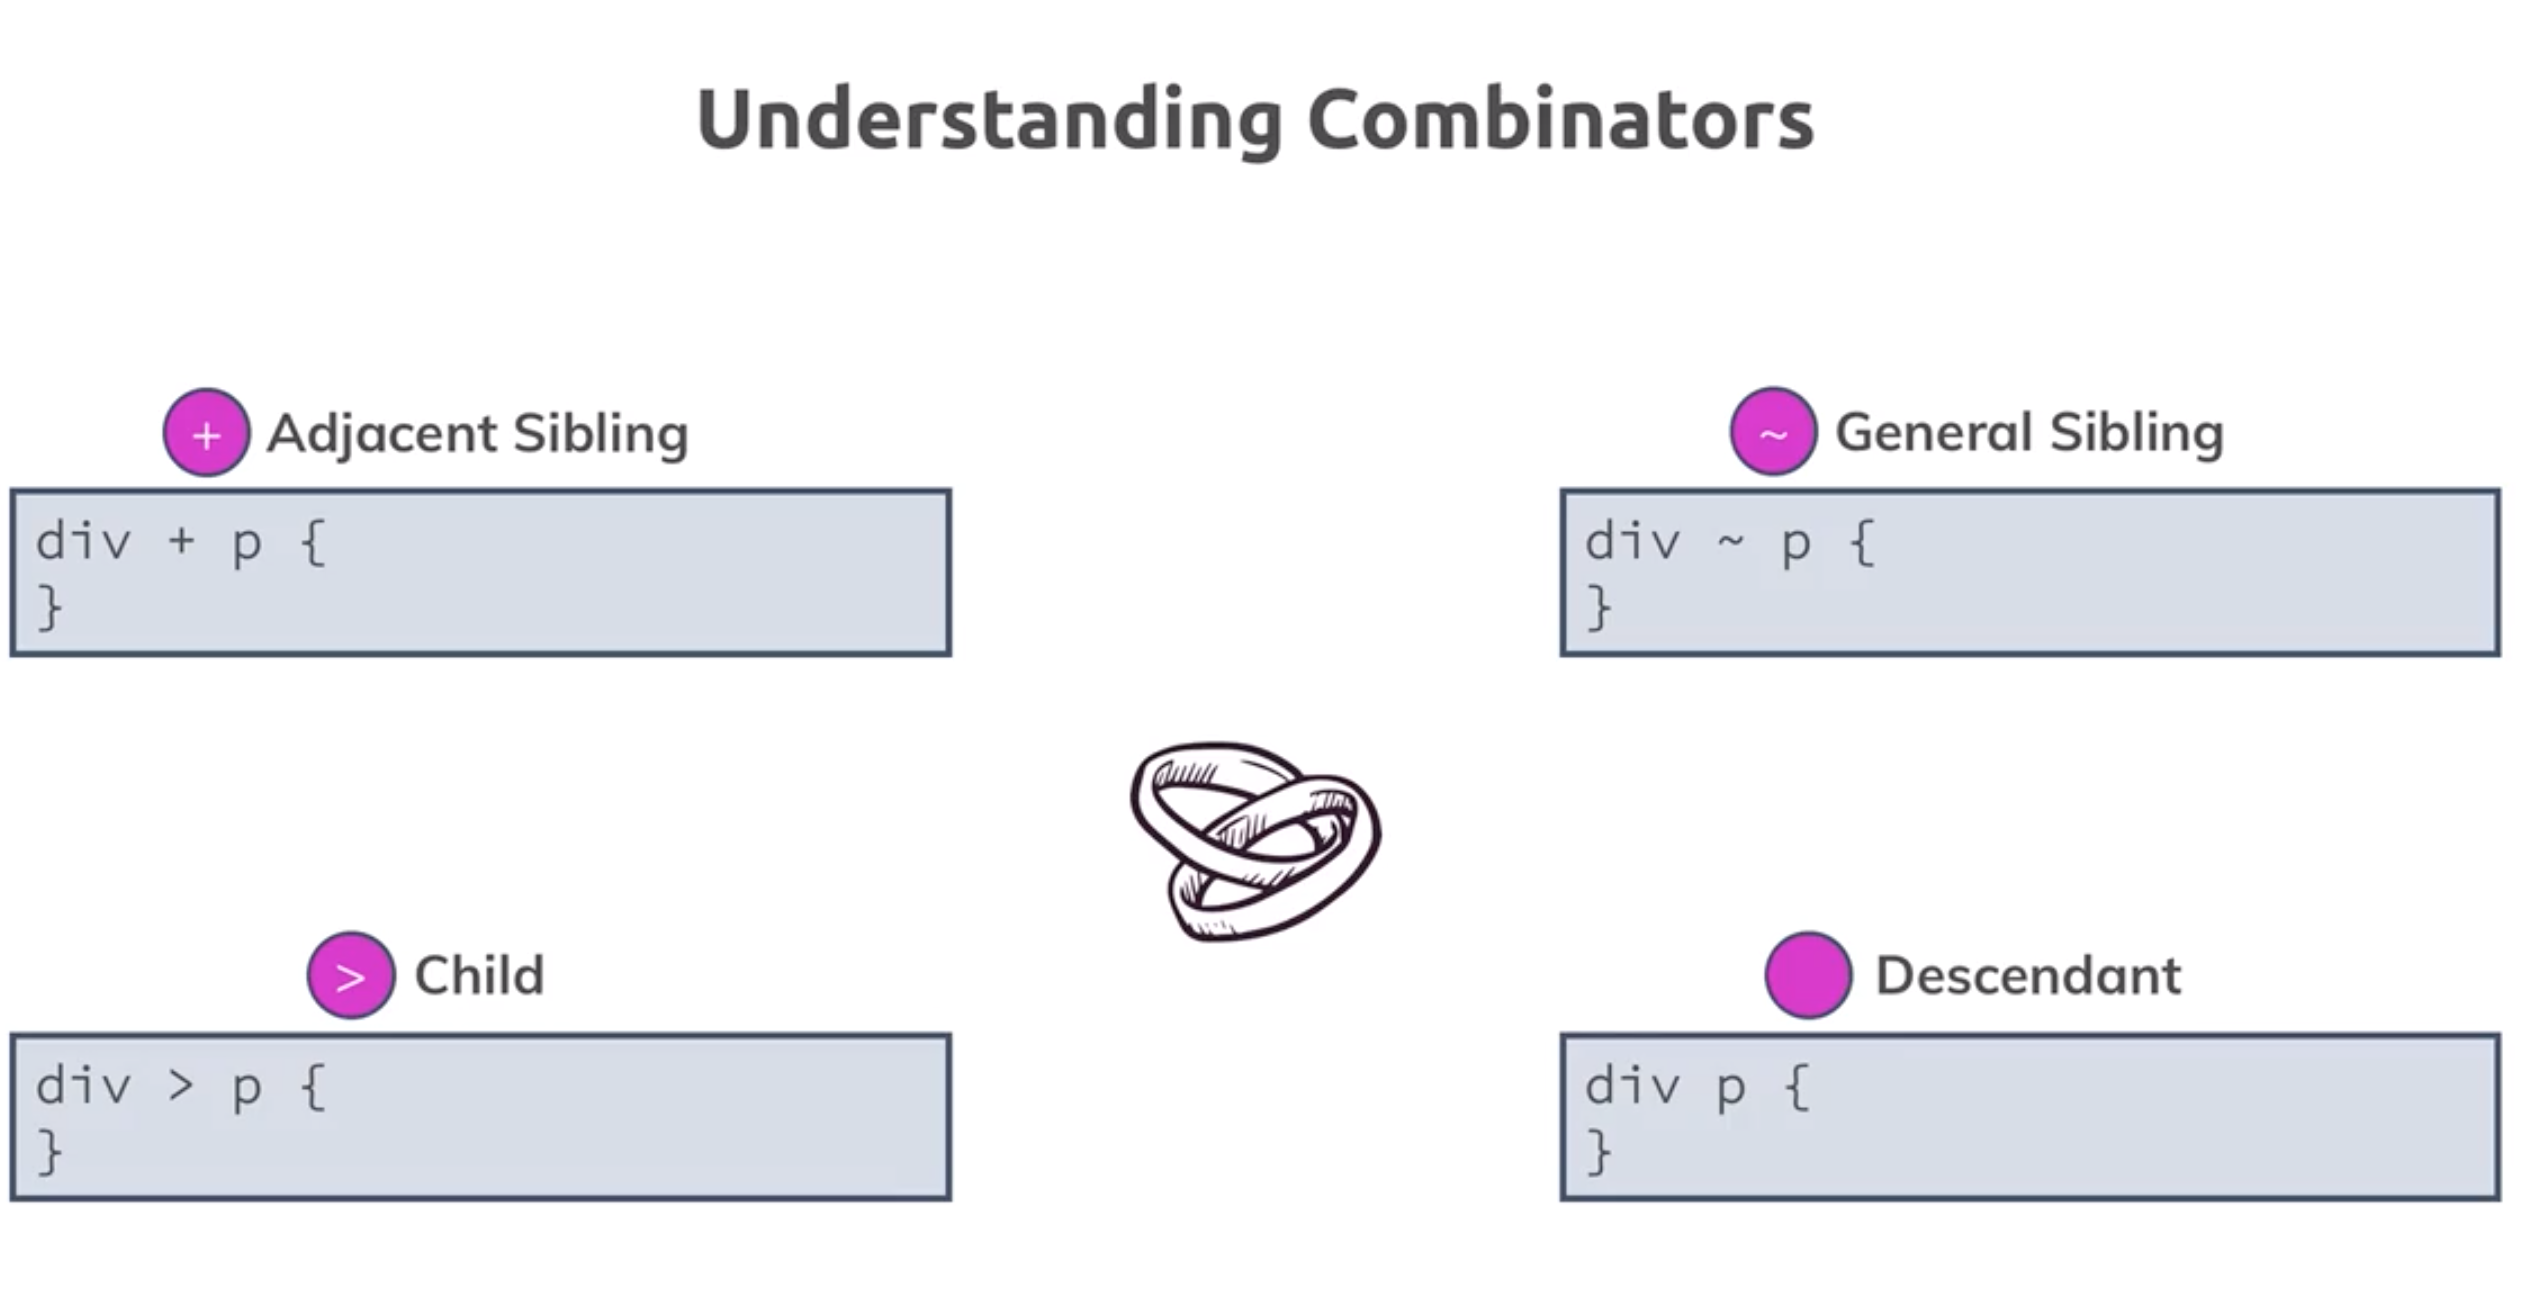 Understanding Combinators
+ Adjacent Sibling
div + p {
}
~ General Sibling
div ~ p {
}
> Child
div > p {
}
Descendant
div p {
}